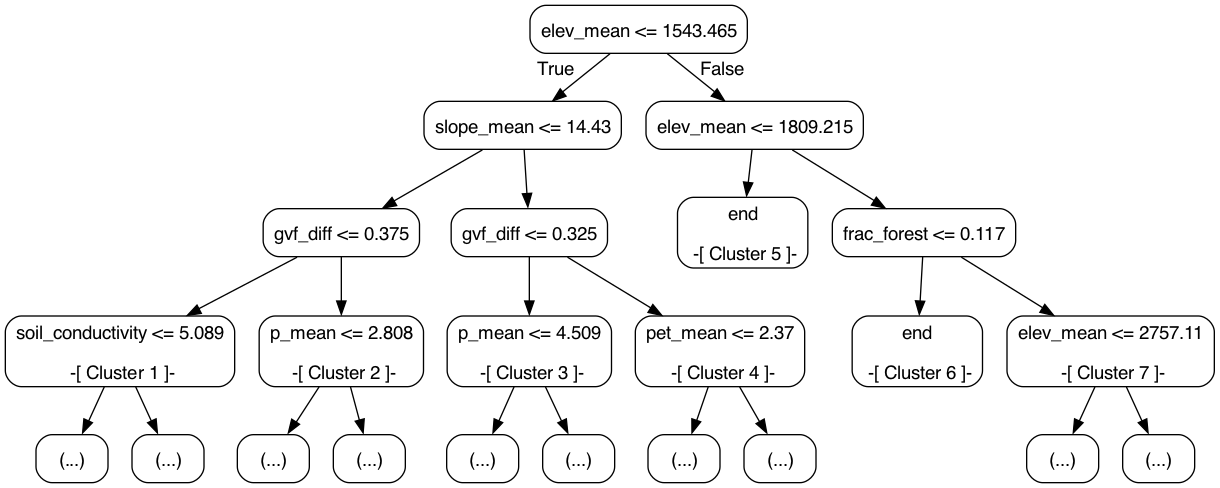 elev_mean <= 1543.465
True
False
slope_mean <= 14.43
elev_mean <= 1809.215
gvf_diff <= 0.375
gvf_diff <= 0.325
end
-[ Cluster 5 ]-
frac_forest <= 0.117
soil_conductivity <= 5.089
-[ Cluster 1 ]-
p_mean <= 2.808
-[ Cluster 2 ]-
p_mean <= 4.509
-[ Cluster 3 ]-
pet_mean <= 2.37
-[ Cluster 4 ]-
end
-[ Cluster 6 ]-
elev_mean <= 2757.11
-[ Cluster 7 ]-
(...)
(...)
(...)
(...)
(...)
(...)
(...)
(...)
(...)
(...)